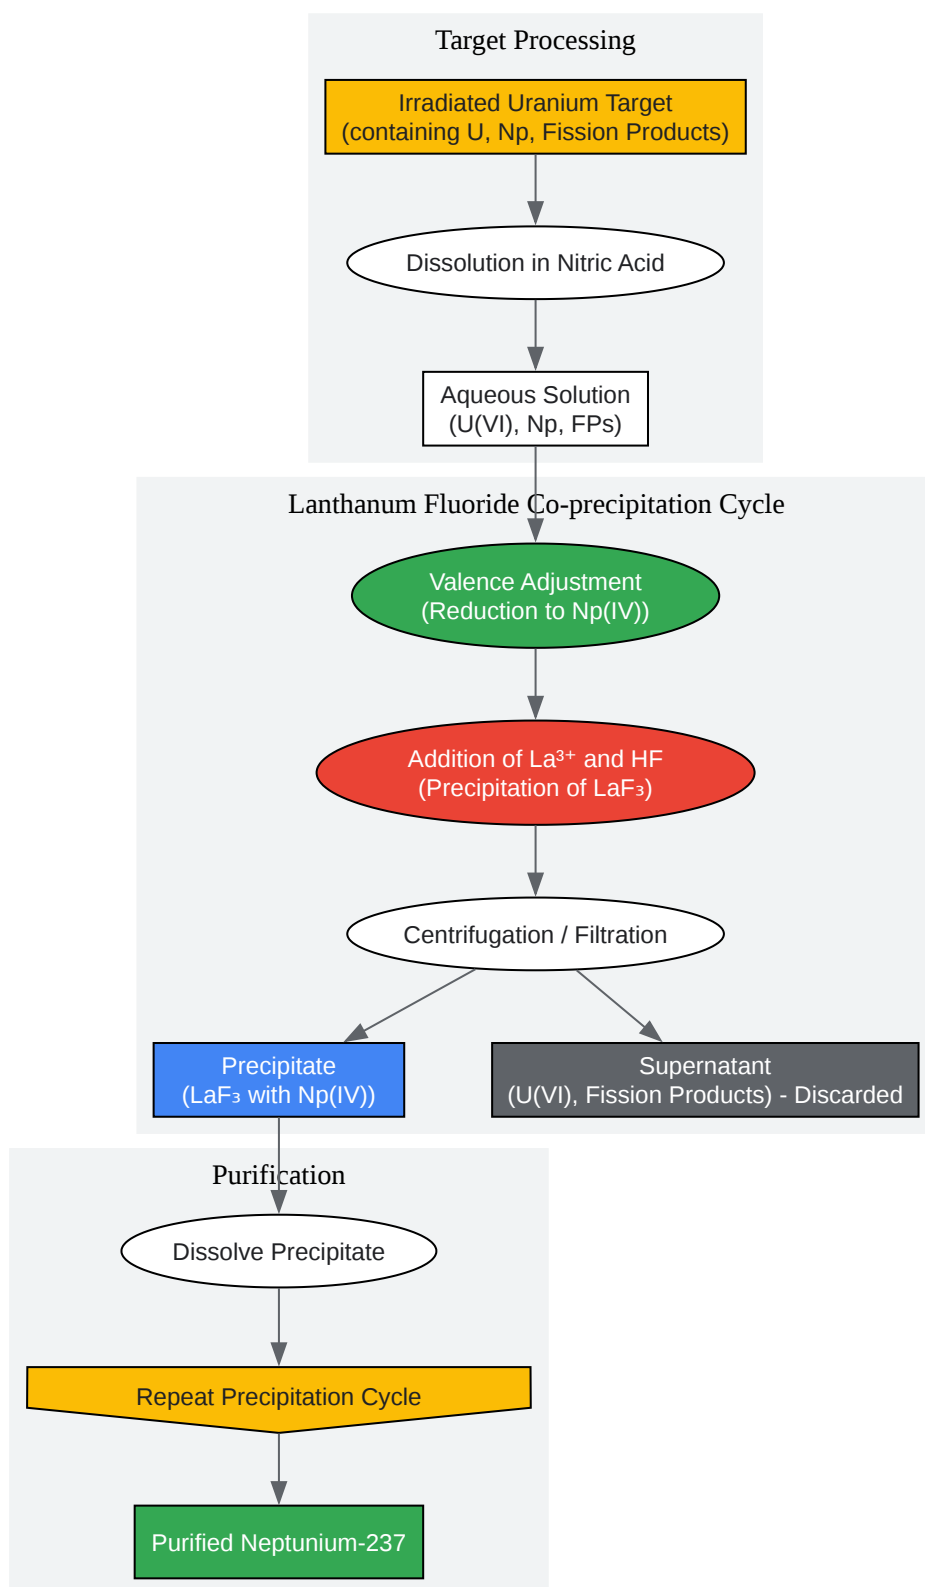 Target Processing
Irradiated Uranium Target
(containing U, Np, Fission Products)
Dissolution in Nitric Acid
Aqueous Solution
(U(VI), Np, FPs)
Lanthanum Fluoride Co-precipitation Cycle
Valence Adjustment
(Reduction to Np(IV))
Addition of La³⁺ and HF
(Precipitation of LaF₃)
Centrifugation / Filtration
Precipitate
(LaF₃ with Np(IV))
Supernatant
(U(VI), Fission Products) - Discarded
Purification
Dissolve Precipitate
Repeat Precipitation Cycle
Purified Neptunium-237